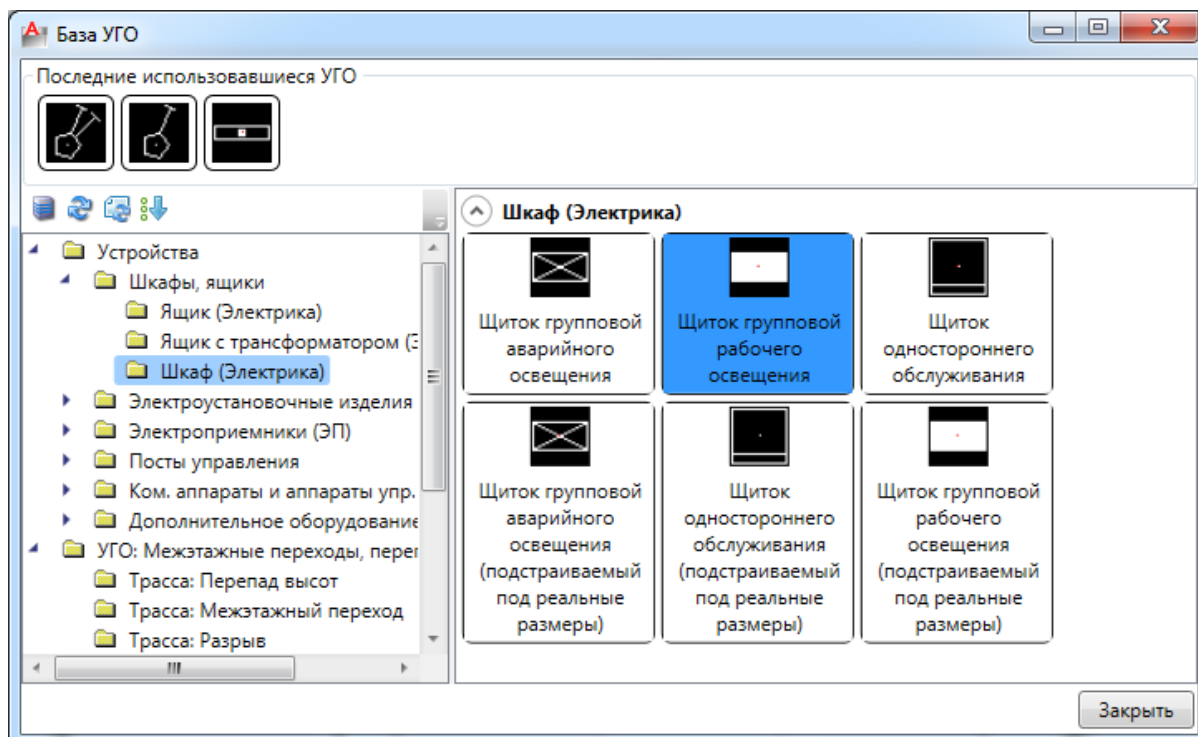 База УГО
Последние использовавшиеся УГО
Устройства
Шкафы, ящики
Ящик (Электрика)
Ящик с трансформатором (Э
Шкаф (Электрика)
Электроустановочные изделия
Электроприемники (ЭП)
Посты управления
Ком. аппараты и аппараты упр.
Дополнительное оборудование
УГО: Межэтажные переходы, переп
Трасса: Перепад высот
Трасса: Межэтажный переход
Трасса: Разрыв
Шкаф (Электрика)
Щиток групповой
аварийного
освещения
Щиток групповой
рабочего
освещения
Щиток
одностороннего
обслуживания
Щиток групповой
аварийного
освещения
(подстраиваемый
под реальные
размеры)
Щиток
одностороннего
обслуживания
(подстраиваемый
под реальные
размеры)
Щиток групповой
рабочего
освещения
(подстраиваемый
под реальные
размеры)
Закрыть